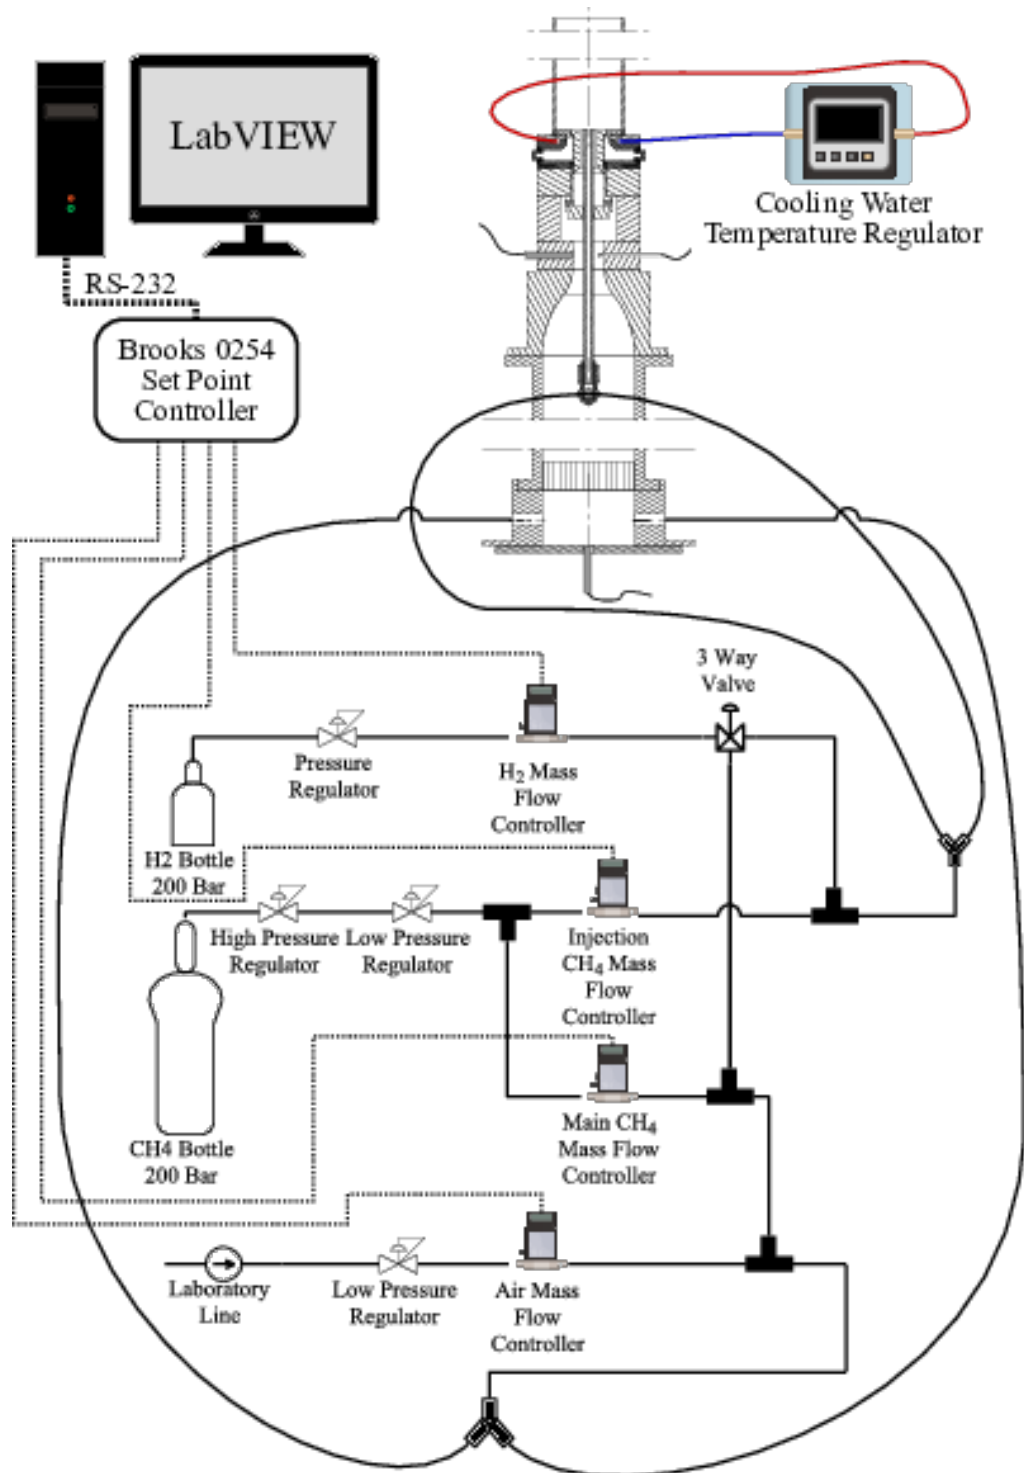 LabVIEW
Cooling Water
Temperature Regulator
RS-232
Brooks 0254
Set Point
Controller
3 Way
Valve
Pressure
Regulator
H2 Mass
Flow
Controller
H2 Bottle
200 Bar
High Pressure
Regulator
Low Pressure
Regulator
Injection
CH4 Mass
Flow
Controller
CH4 Bottle
200 Bar
Main CH4
Mass Flow
Controller
Laboratory
Line
Low Pressure
Regulator
Air Mass
Flow
Controller